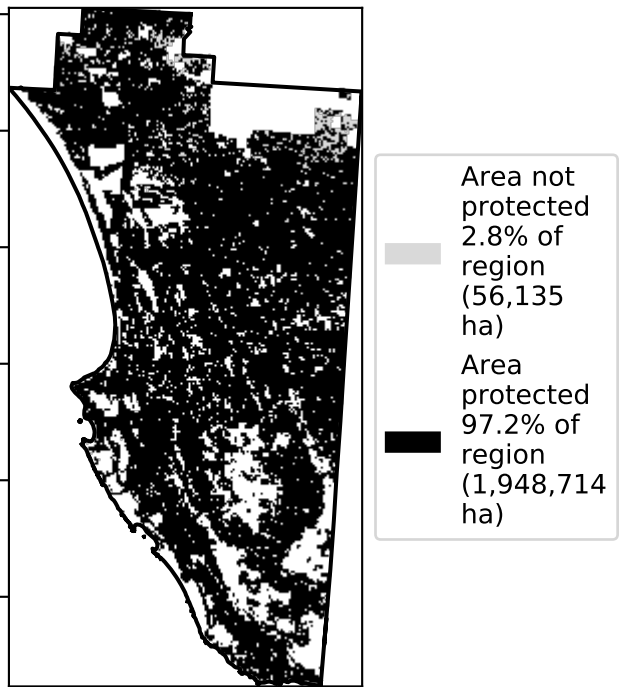 Area not
protected
2.8% of
region
(56,135
ha)
Area
protected
97.2% of
region
(1,948,714
ha)